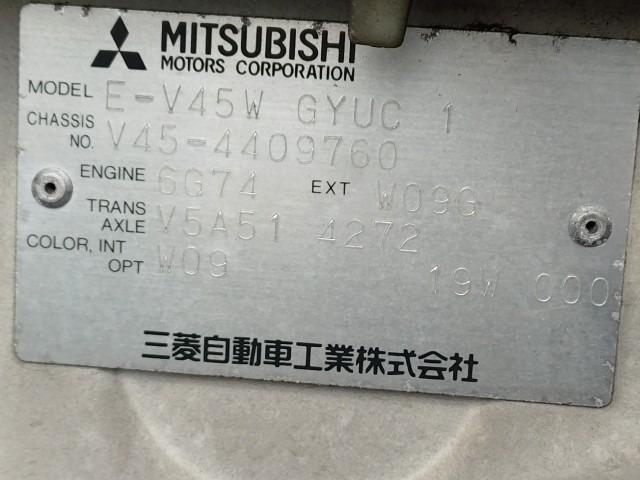 MITSUBISHI
MOTORS CORPORATION
MODEL E-V45W GYUC 1
CHASSIS NO. V45-4409760
ENGINE 6G74 EXT W09G
TRANS AXLE V5A51 4272
COLOR, INT OPT W09 19W 000
三菱自動車工業株式会社